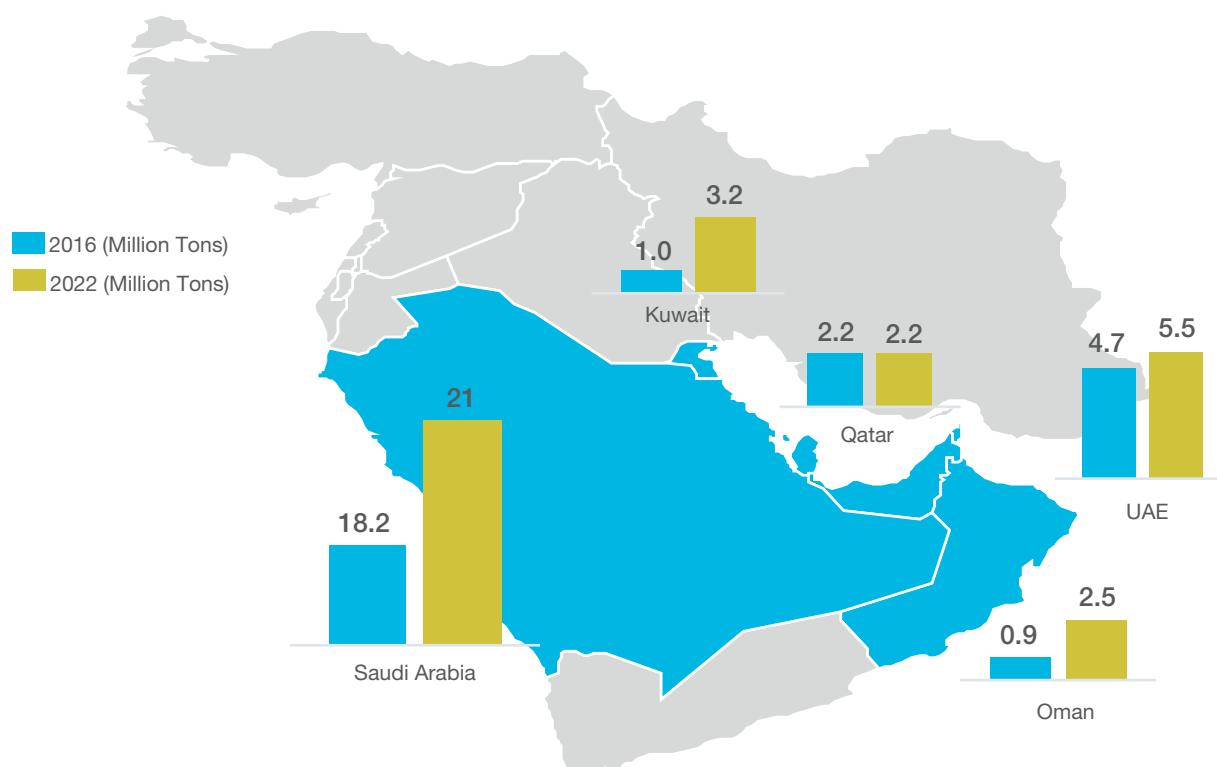 2016 (Million Tons)
2022 (Million Tons)
1.0
3.2
Kuwait
2.2
2.2
Qatar
4.7
5.5
UAE
18.2
21
Saudi Arabia
0.9
2.5
Oman